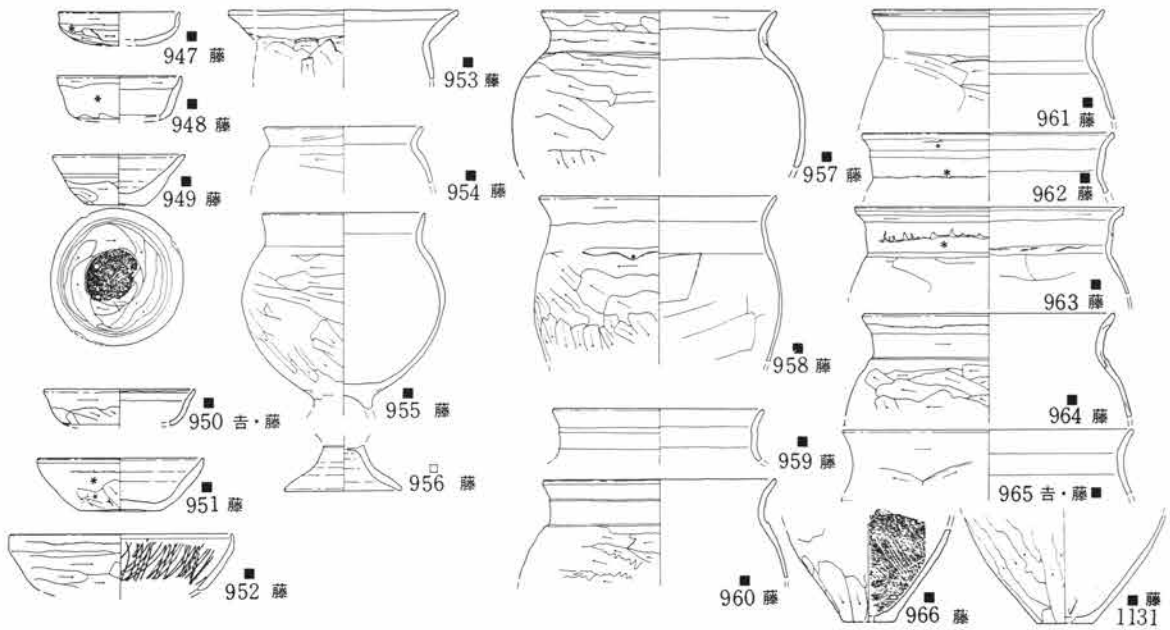 ■
947 藤
■
948 藤
■
949 藤
■
950 吉・藤
■
951 藤
■
952 藤
■
953 藤
■
954 藤
■
955 藤
□
956 藤
■
957 藤
■
958 藤
■
959 藤
■
960 藤
■
961 藤
■
962 藤
■
963 藤
■
964 藤
965 吉・藤■
■
966 藤
■ 藤
1131